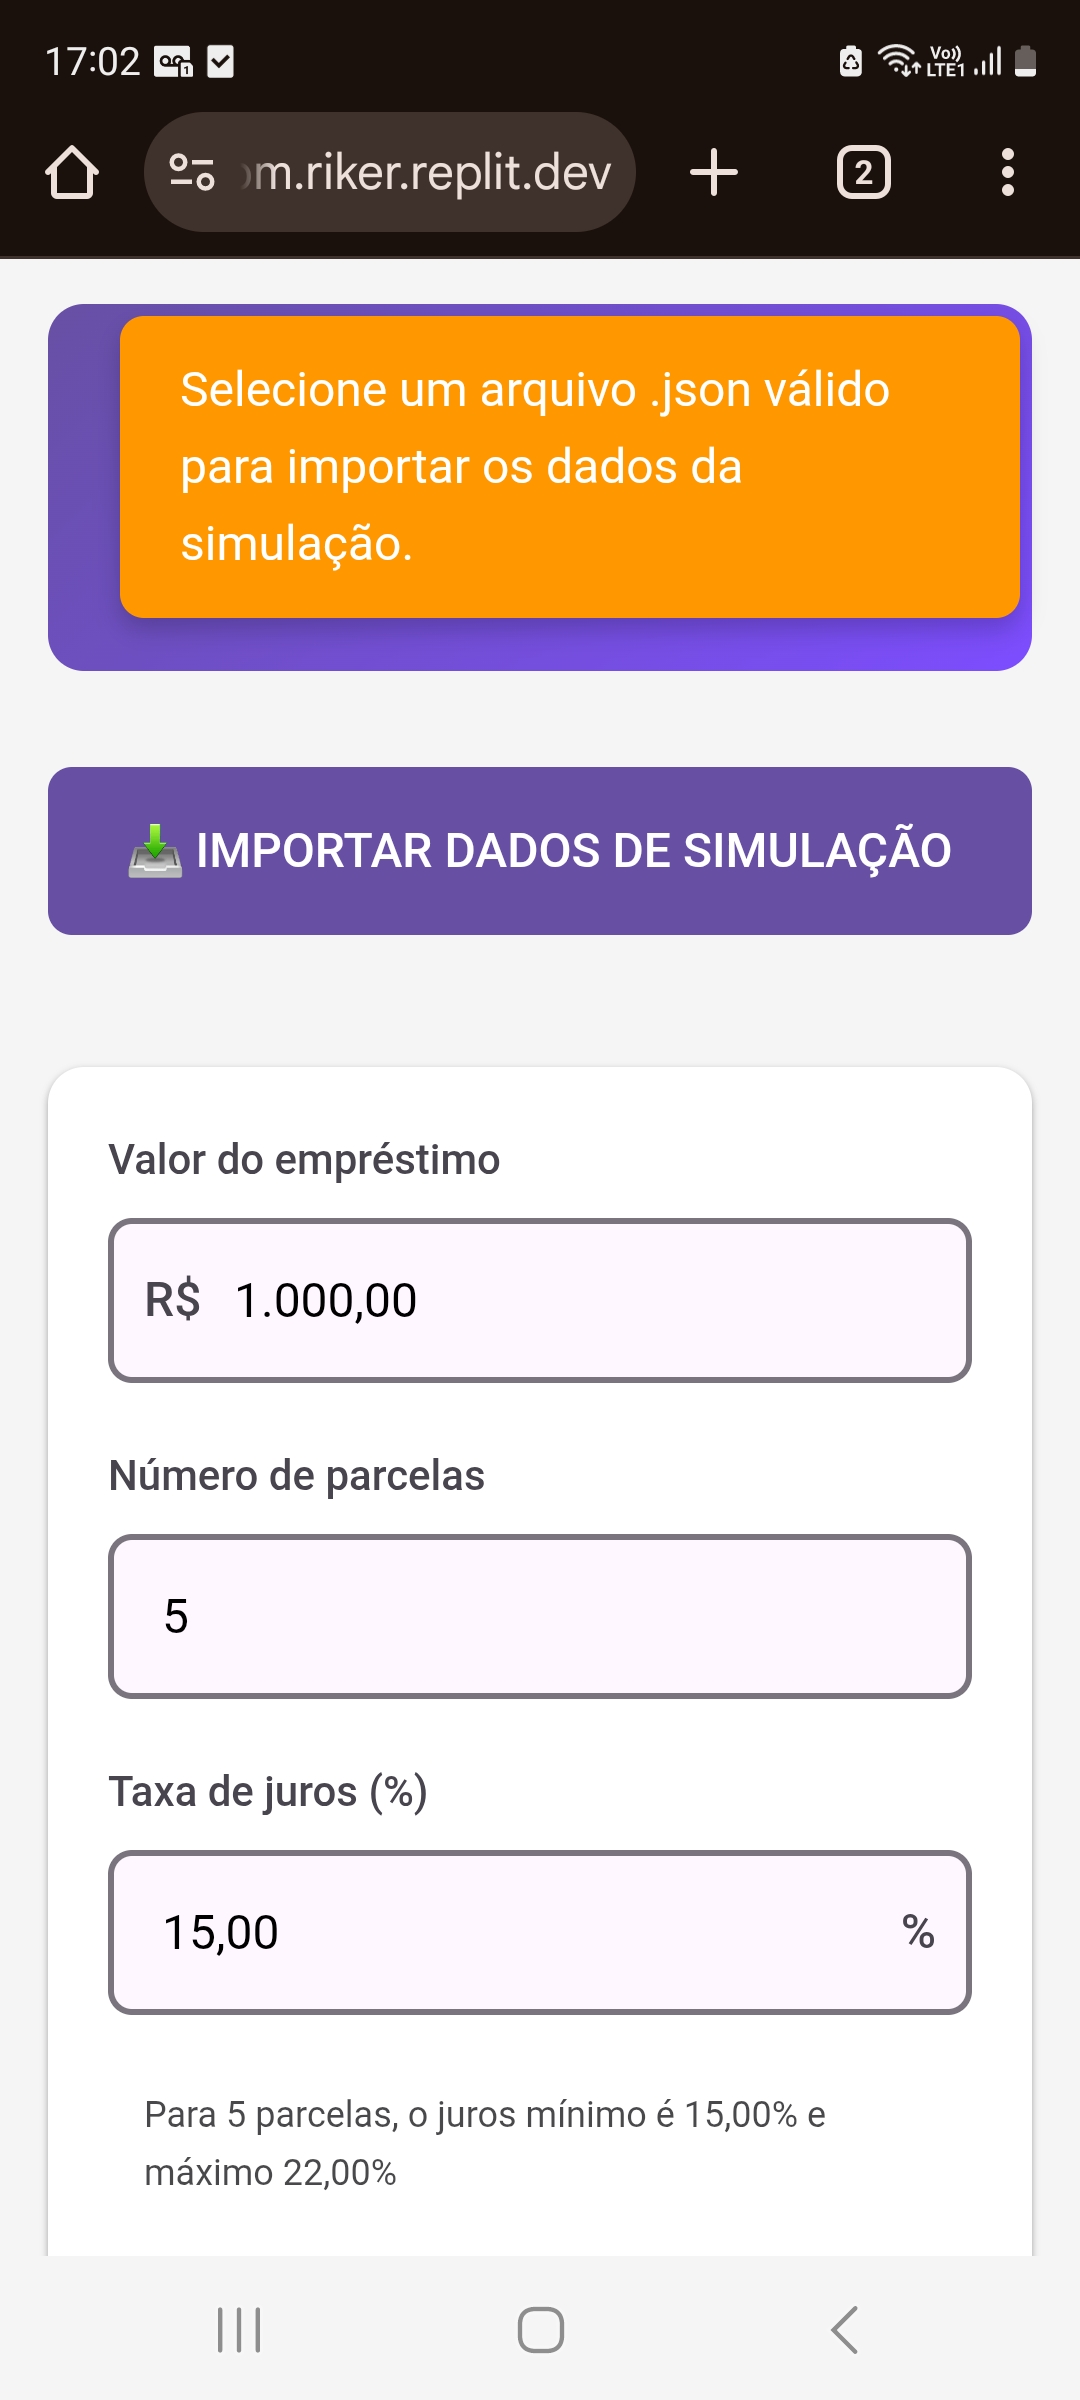 17:02
Vo)) LTE1
m.riker.replit.dev
2
Selecione um arquivo .json válido
para importar os dados da
simulação.
IMPORTAR DADOS DE SIMULAÇÃO
Valor do empréstimo
R$ 1.000,00
Número de parcelas
5
Taxa de juros (%)
15,00 %
Para 5 parcelas, o juros mínimo é 15,00% e
máximo 22,00%